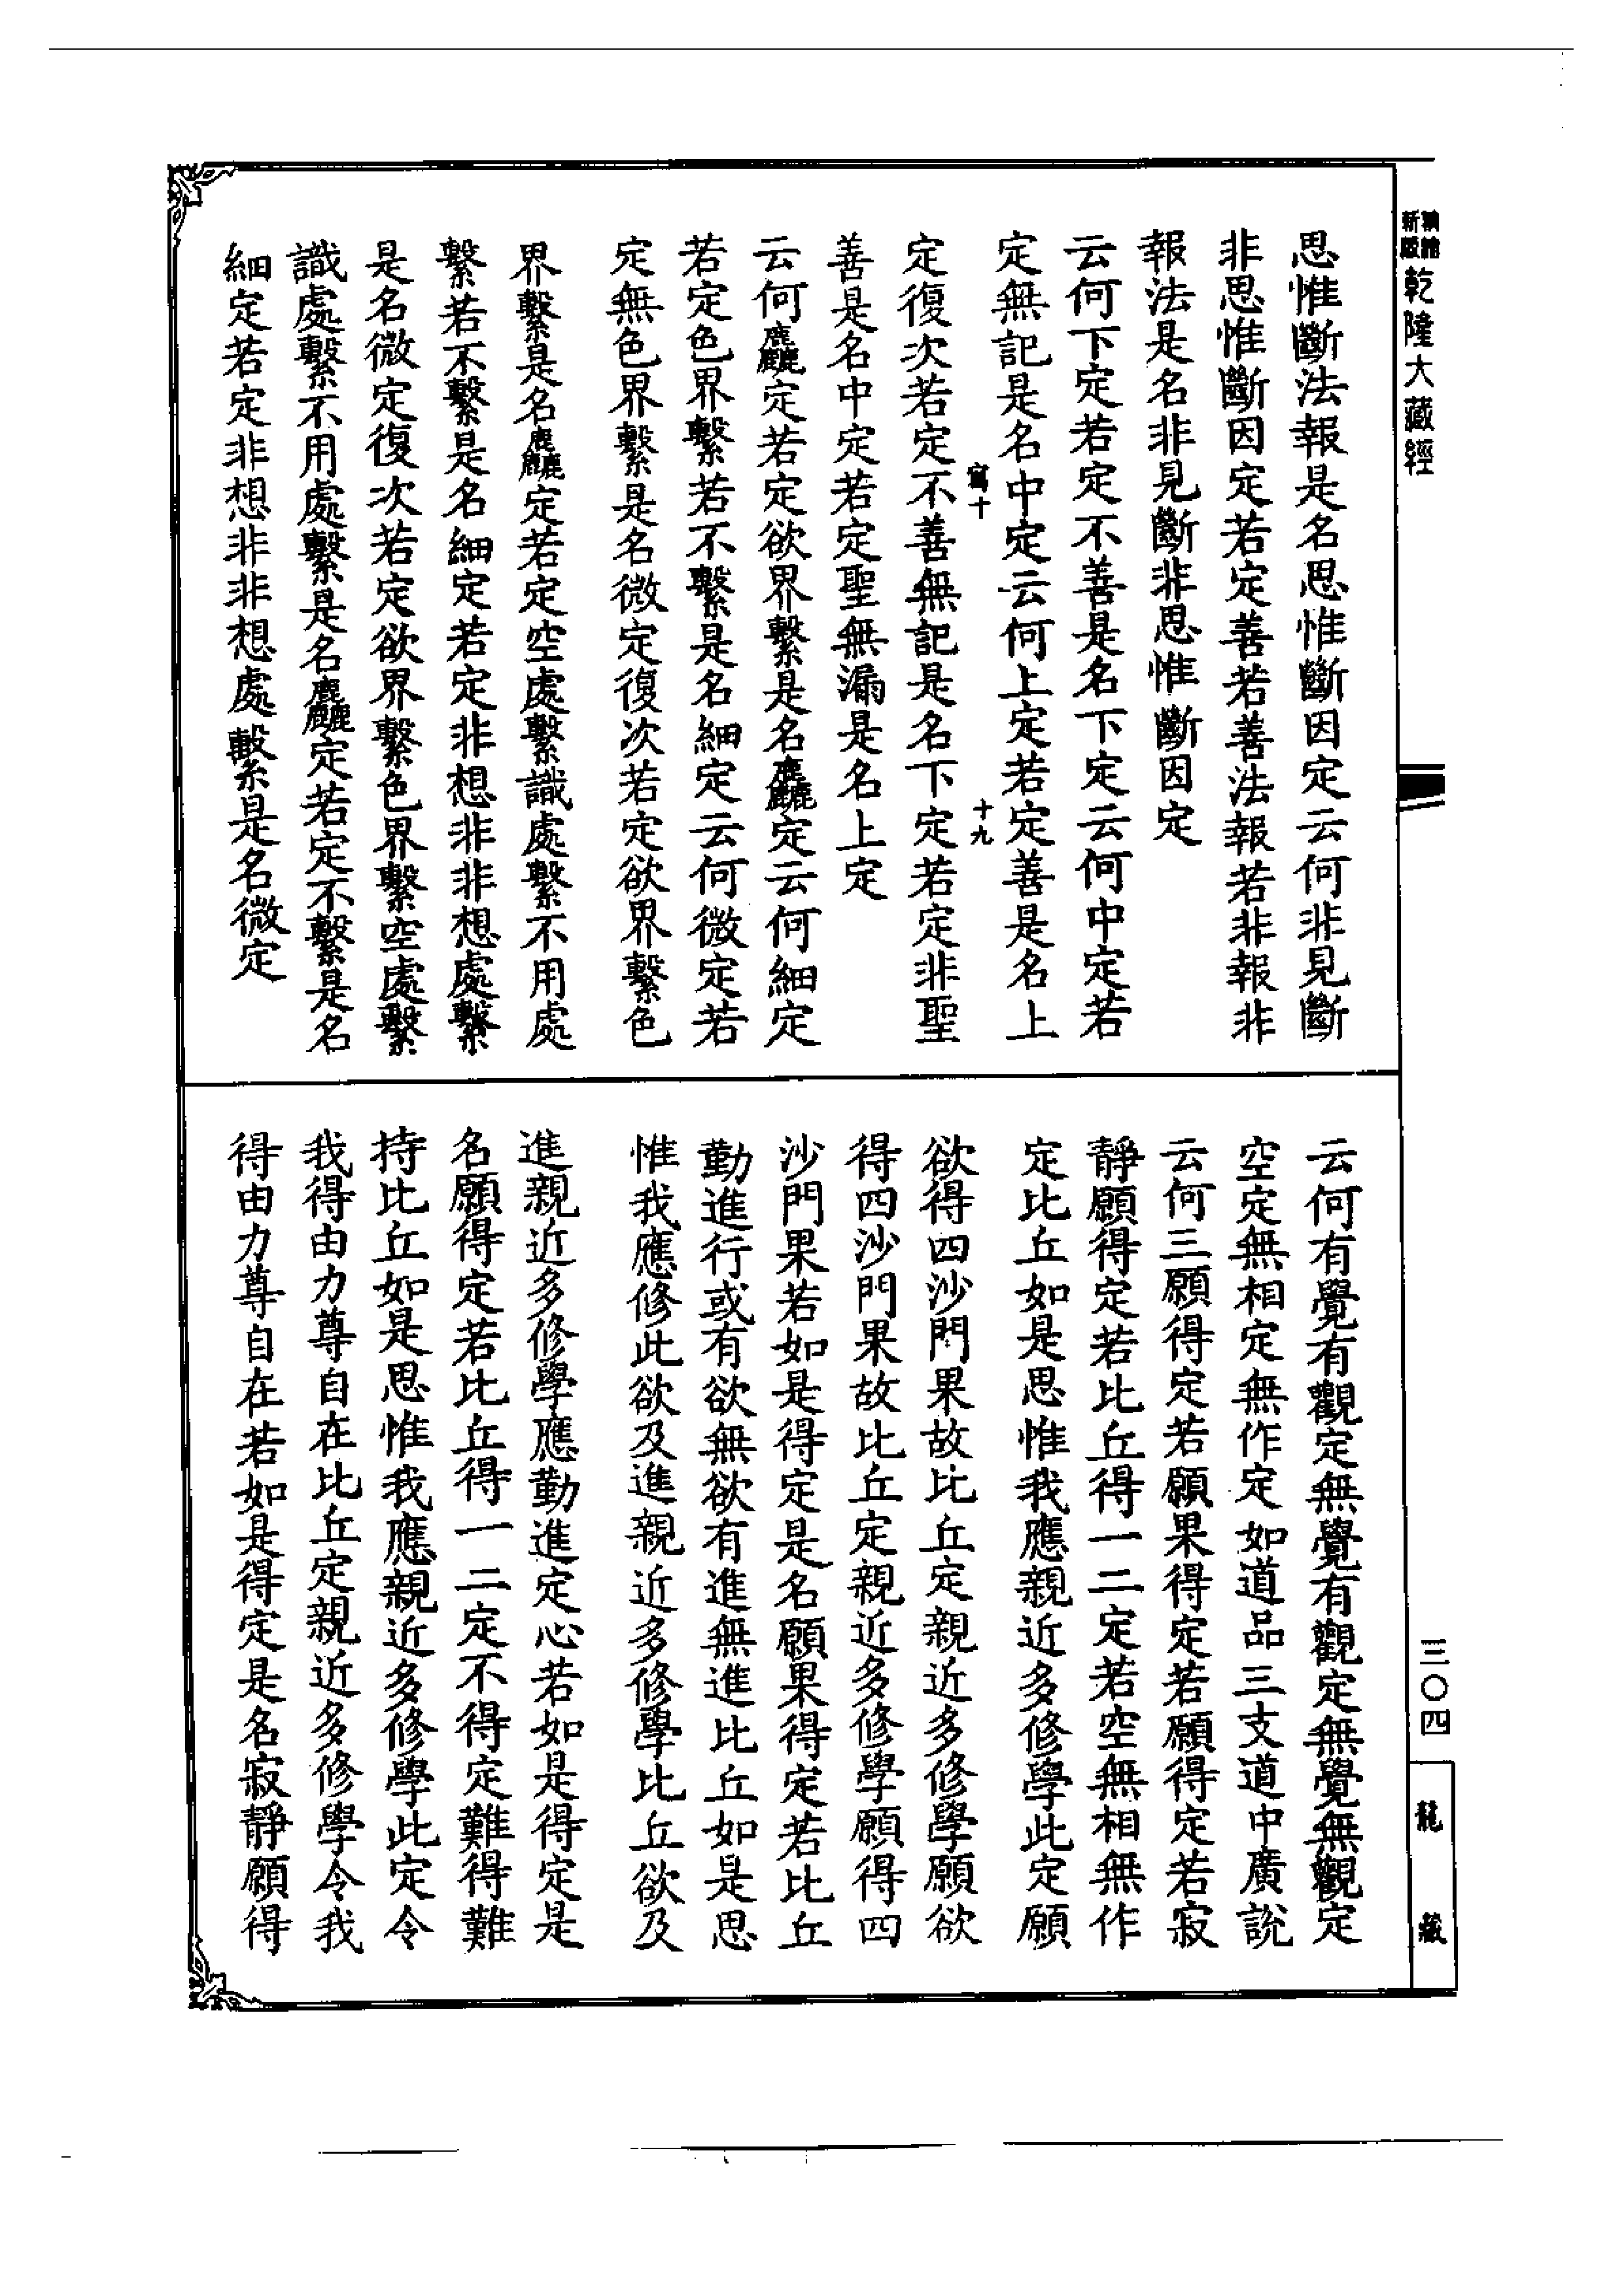 新版
乾隆大藏經
思惟斷法報是名思惟斷因定云何非見斷
非思惟斷因定若定善若善法報若非報非
報法是名非見斷非思惟斷因定
云何下定若定不善是名下定云何中定若
定無記是名中定云何上定若定善是名上
寫十
十九
定復次若定不善無記是名下定若定非聖
善是名中定若定聖無漏是名上定
云何麤定若定欲界繫是名麤定云何細定
若定色界繫若不繫是名細定云何微定若
定無色界繫是名微定復次若定欲界繫色
界繫是名麤定若定空處繫識處繫不用處
繫若不繫是名細定若定非想非非想處繫
是名微定復次若定欲界繫色界繫空處繫
識處繫不用處繫是名麤定若定不繫是名
細定若定非想非非想處繫是名微定
云何有覺有觀定無覺有觀定無覺無觀定
空定無相定無作定如道品三支道中廣說
云何三願得定若願果得定若願得定若寂
靜願得定若比丘得一二定若空無相無作
定比丘如是思惟我應親近多修學此定願
欲得四沙門果故比丘定親近多修學願欲
得四沙門果故比丘定親近多修學願得四
沙門果若如是得定是名願果得定若比丘
勤進行或有欲無欲有進無進比丘如是思
惟我應修此欲及進親近多修學比丘欲及
進親近多修學應勤進定心若如是得定是
名願得定若比丘得一二定不得定難得難
持比丘如是思惟我應親近多修學此定令
我得由力尊自在比丘定親近多修學令我
得由力尊自在若如是得定是名寂靜願得
三〇四
龍藏